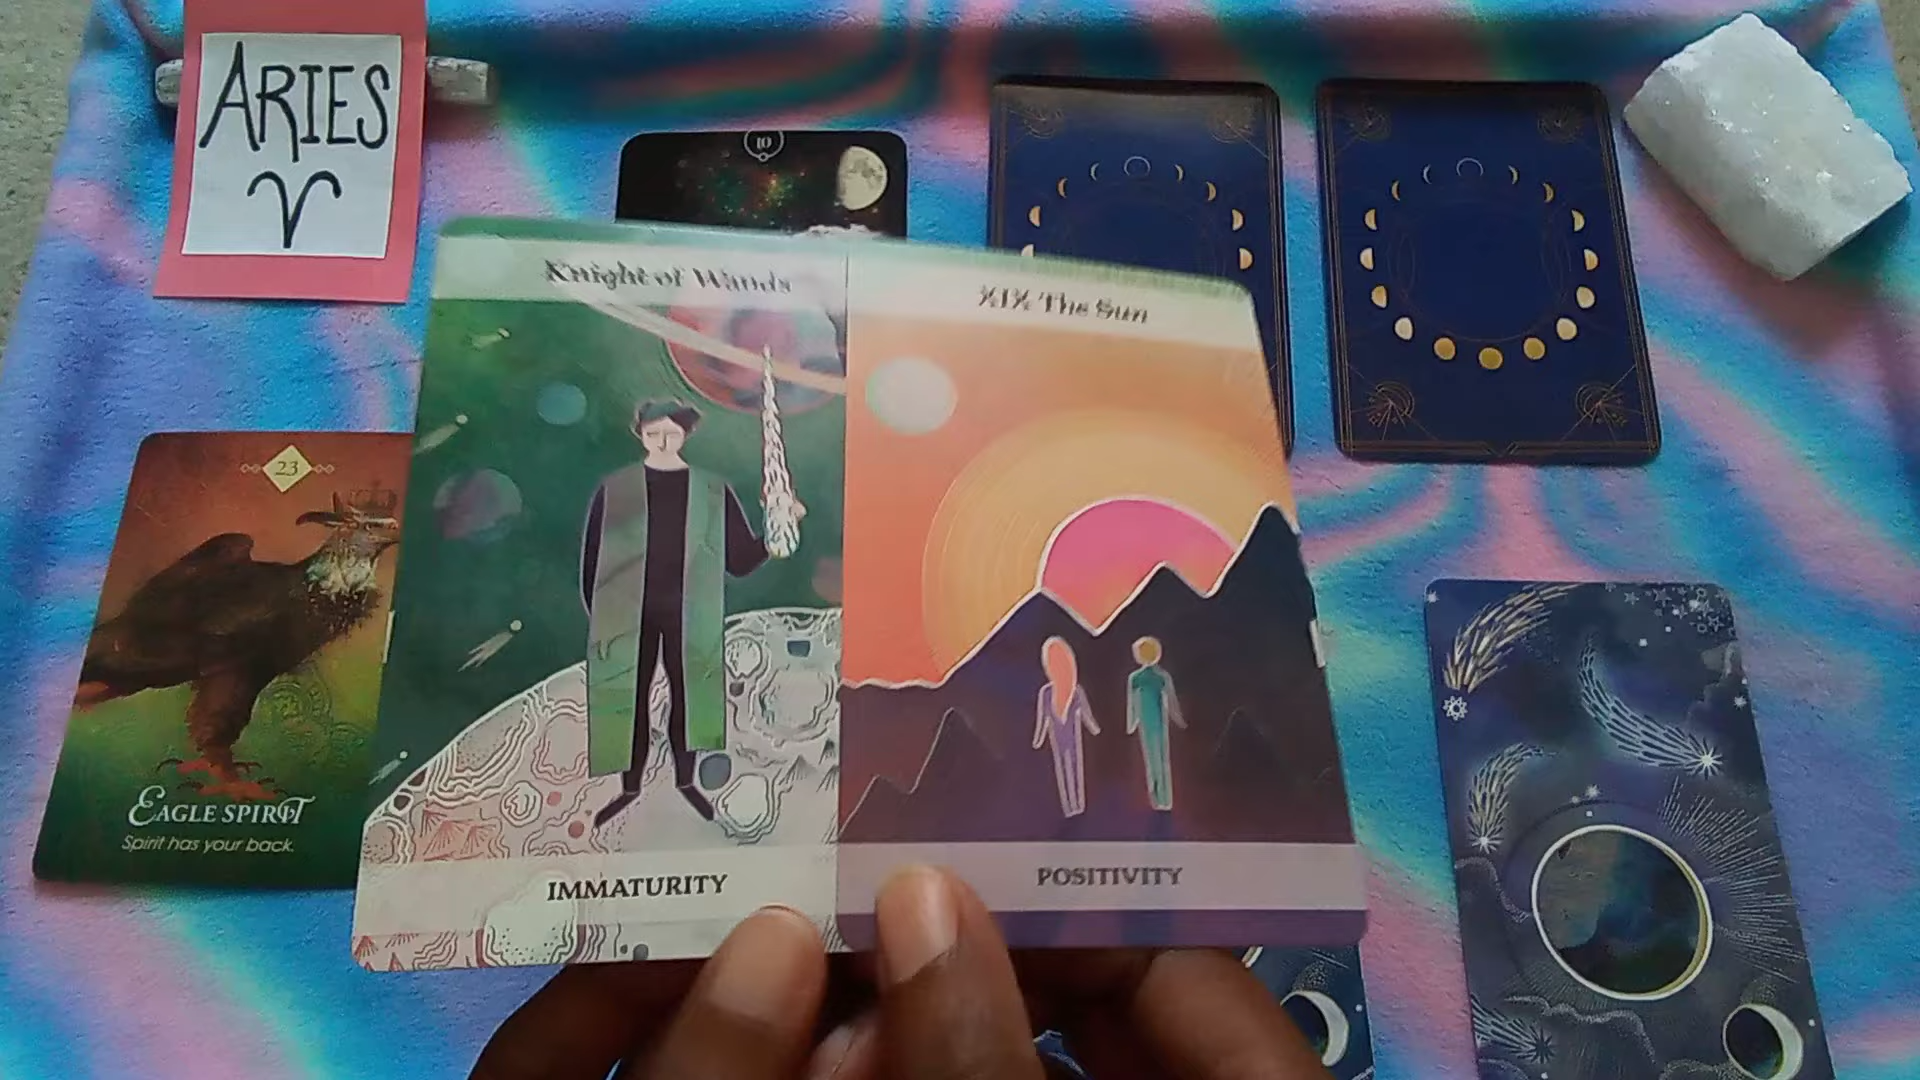 ARIES
♈
10
Knight of Wands
XIX The Sun
23
EAGLE SPIRIT
Spirit has your back.
IMMATURITY
POSITIVITY